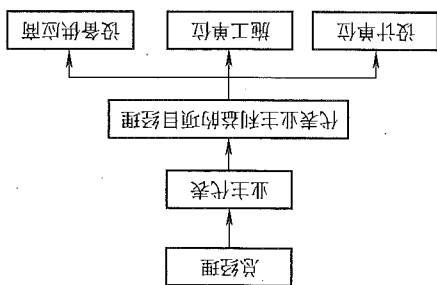 总经理
业主代表
代表业主利益的项目经理
设计单位
施工单位
设备供应商